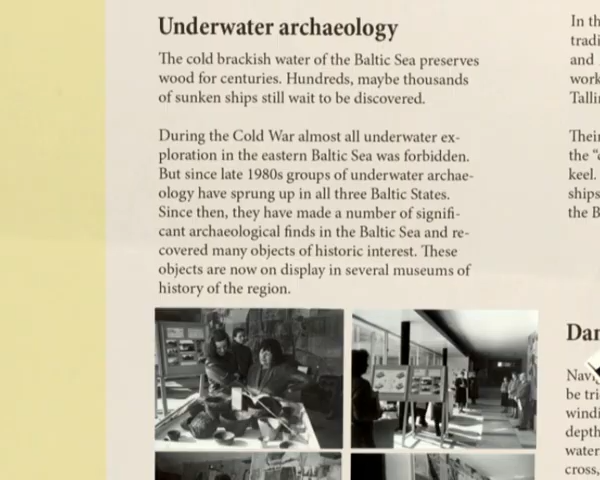 Underwater archaeology
The cold brackish water of the Baltic Sea preserves
wood for centuries. Hundreds, maybe thousands
of sunken ships still wait to be discovered.
During the Cold War almost all underwater ex-
ploration in the eastern Baltic Sea was forbidden.
But since late 1980s groups of underwater archae-
ology have sprung up in all three Baltic States.
Since then, they have made a number of signifi-
cant archaeological finds in the Baltic Sea and re-
covered many objects of historic interest. These
objects are now on display in several museums of
history of the region.
In th
tradi
and
work
Tallin
Their
the "
keel.
ships
the B
Dan
Navi
be tri
windi
depth
water
cross,